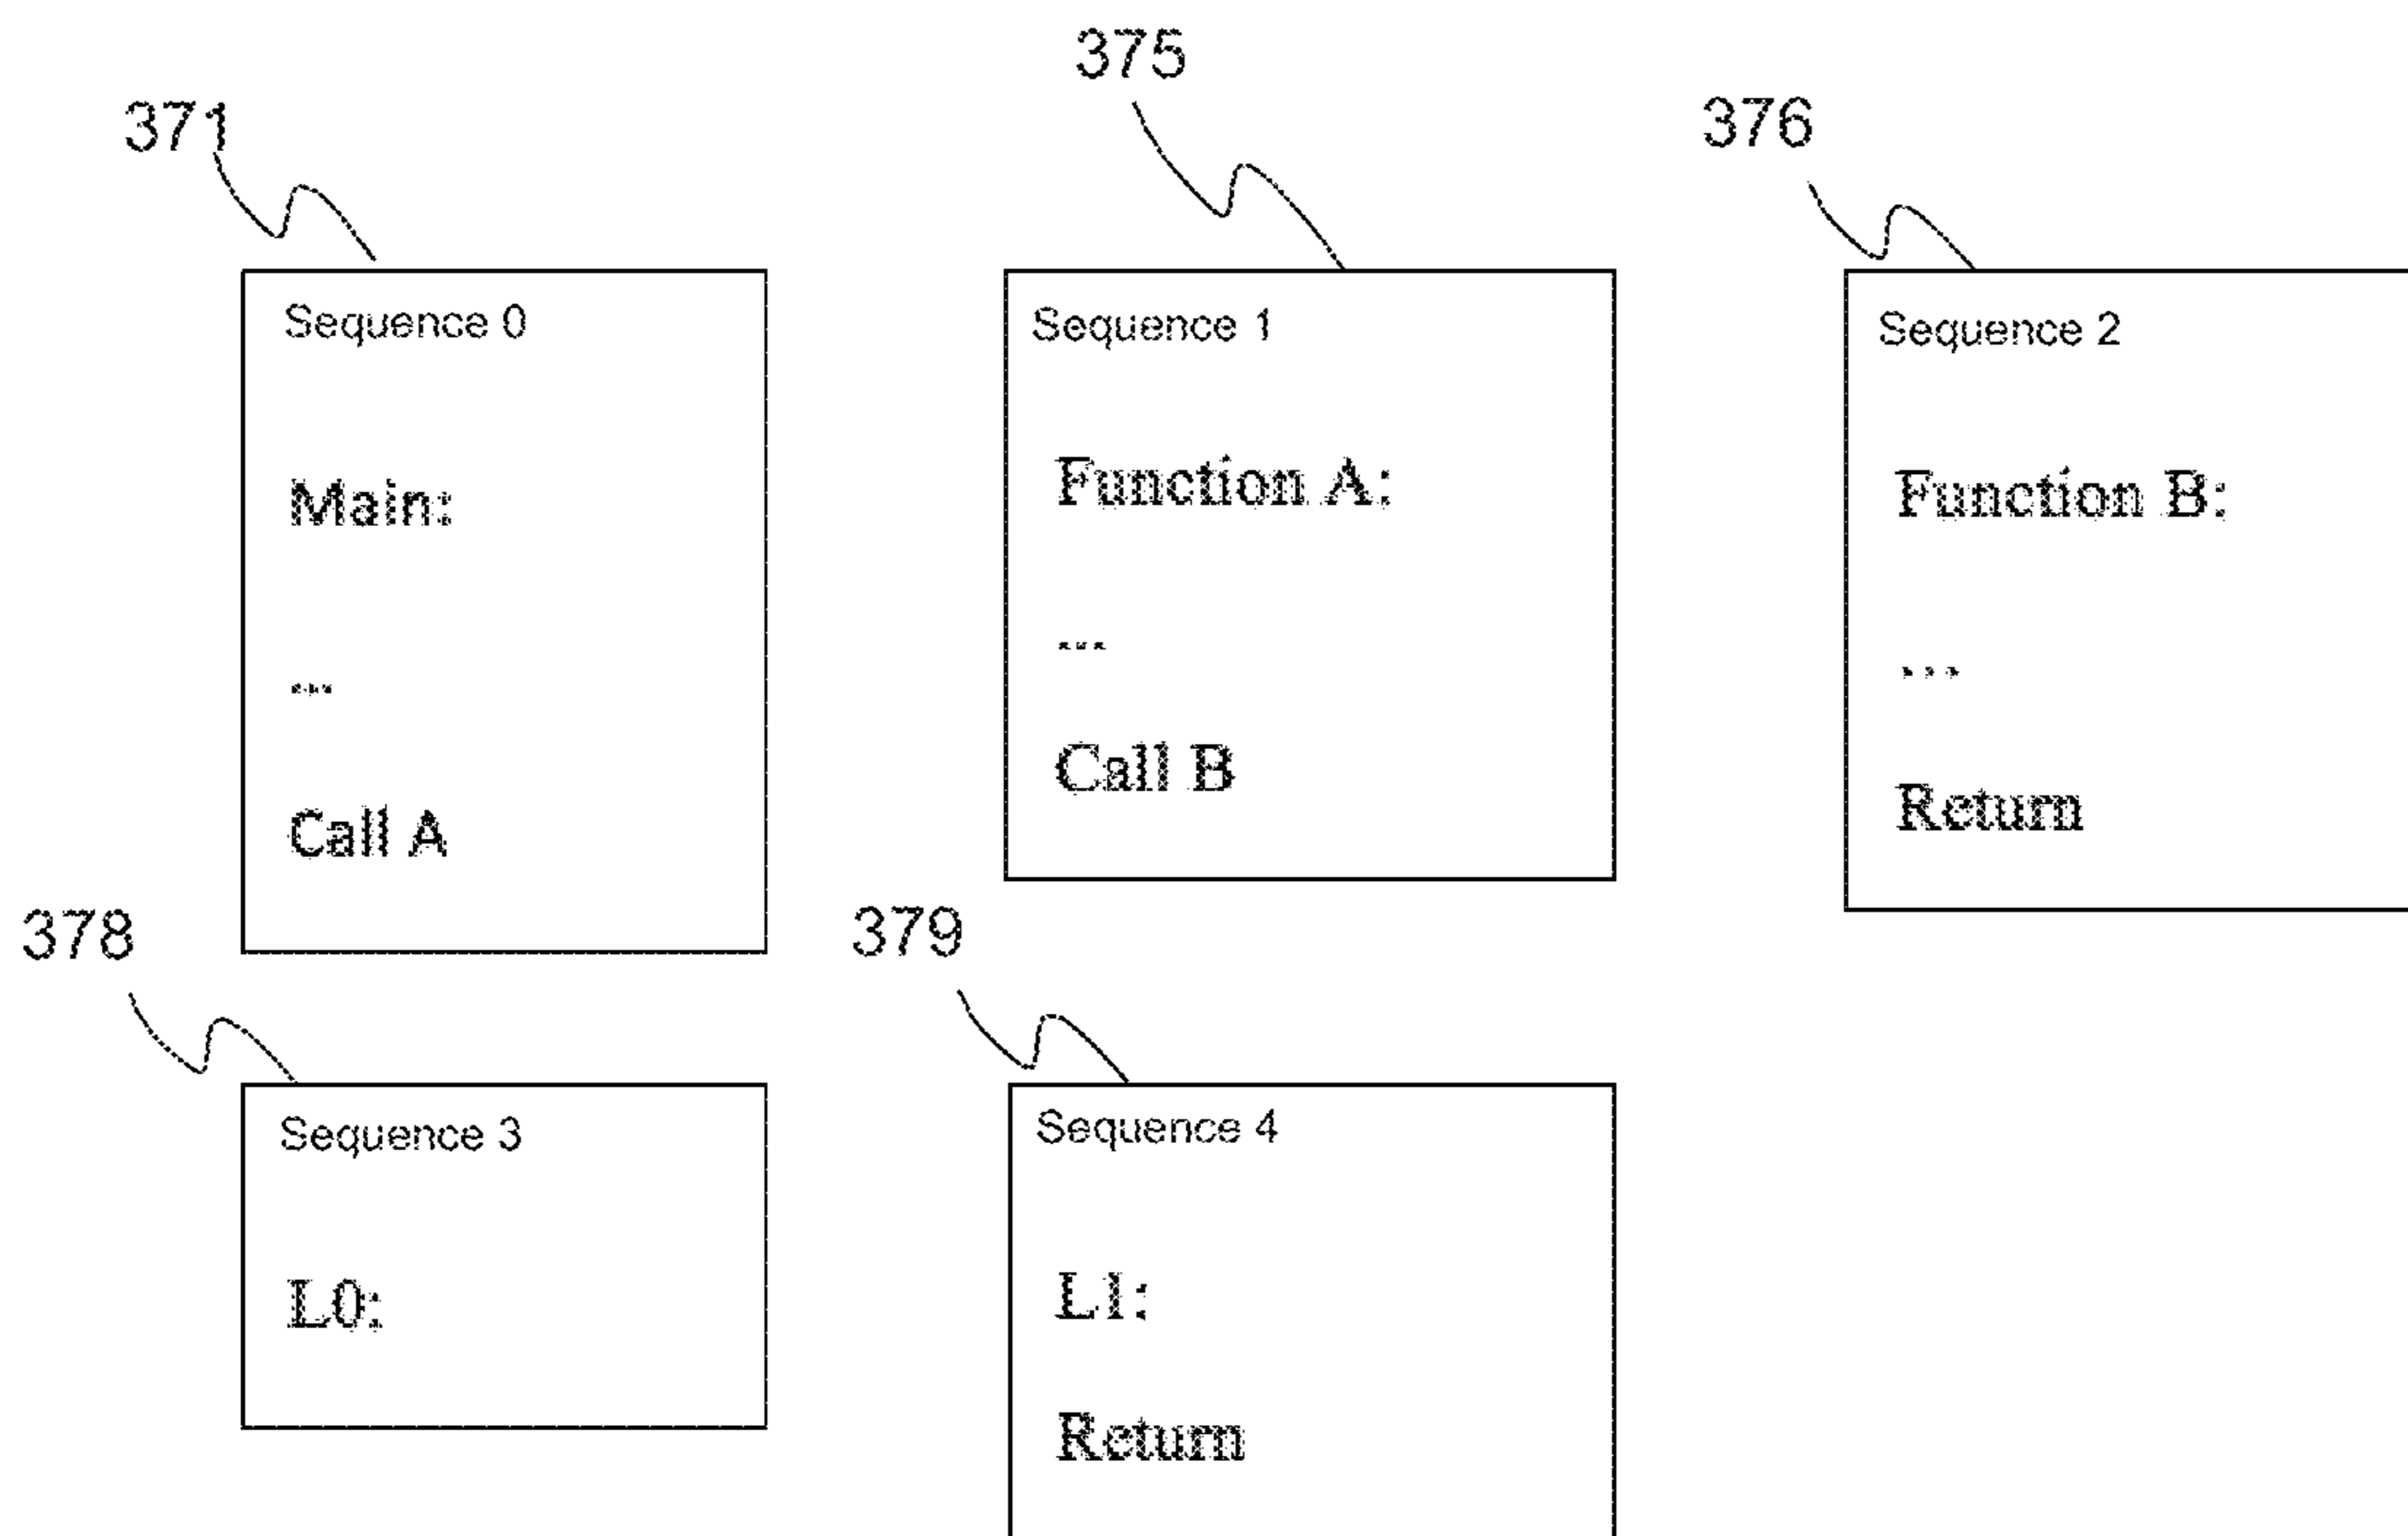 371
Sequence 0
Main:
...
Call A
375
Sequence 1
Function A:
...
Call B
376
Sequence 2
Function B:
...
Return
378
Sequence 3
L0:
379
Sequence 4
L1:
Return